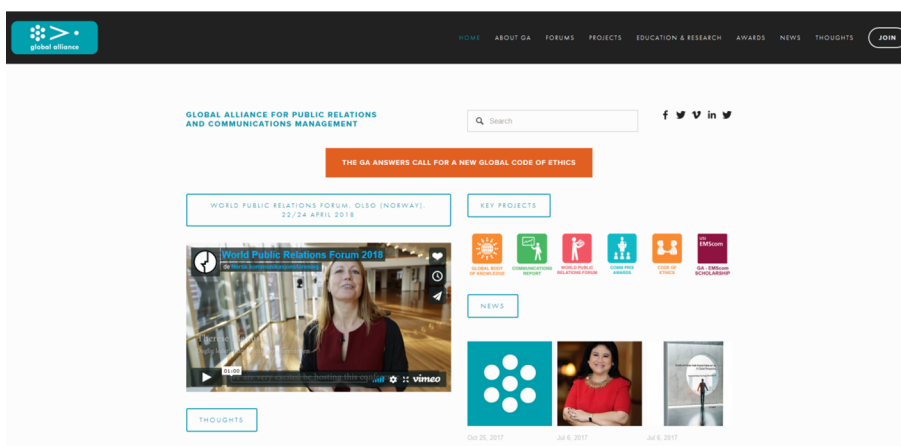 global alliance
HOME ABOUT GA FORUMS PROJECTS EDUCATION & RESEARCH AWARDS NEWS THOUGHTS JOIN
GLOBAL ALLIANCE FOR PUBLIC RELATIONS
AND COMMUNICATIONS MANAGEMENT
Search
THE GA ANSWERS CALL FOR A NEW GLOBAL CODE OF ETHICS
WORLD PUBLIC RELATIONS FORUM. OLSO (NORWAY).
22/24 APRIL 2018
KEY PROJECTS
World Public Relations Forum 2018
GLOBAL BODY
OF KNOWLEDGE
COMMUNICATIONS
REPORT
WORLD PUBLIC
RELATIONS FORUM
COMM PRIX
AWARDS
CODE OF
ETHICS
EMScom
GA - EMScom
SCHOLARSHIP
NEWS
01:00
vimeo
THOUGHTS
Oct 25, 2017
Jul 6, 2017
Jul 6, 2017